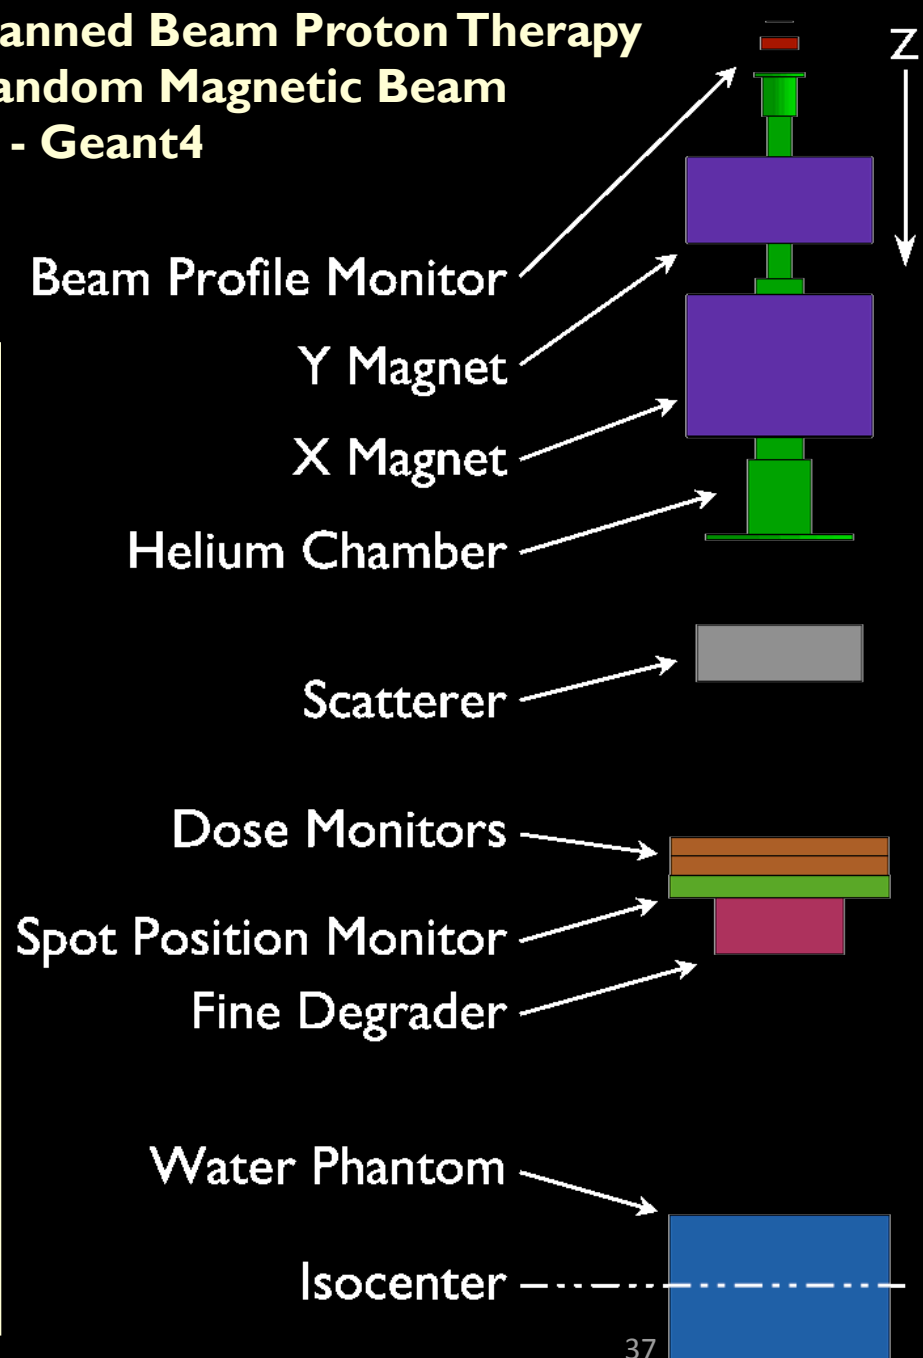 anned Beam Proton Therapy
andom Magnetic Beam
- Geant4
Z
Beam Profile Monitor
Y Magnet
X Magnet
Helium Chamber
Scatterer
Dose Monitors
Spot Position Monitor
Fine Degrader
Water Phantom
Isocenter
37